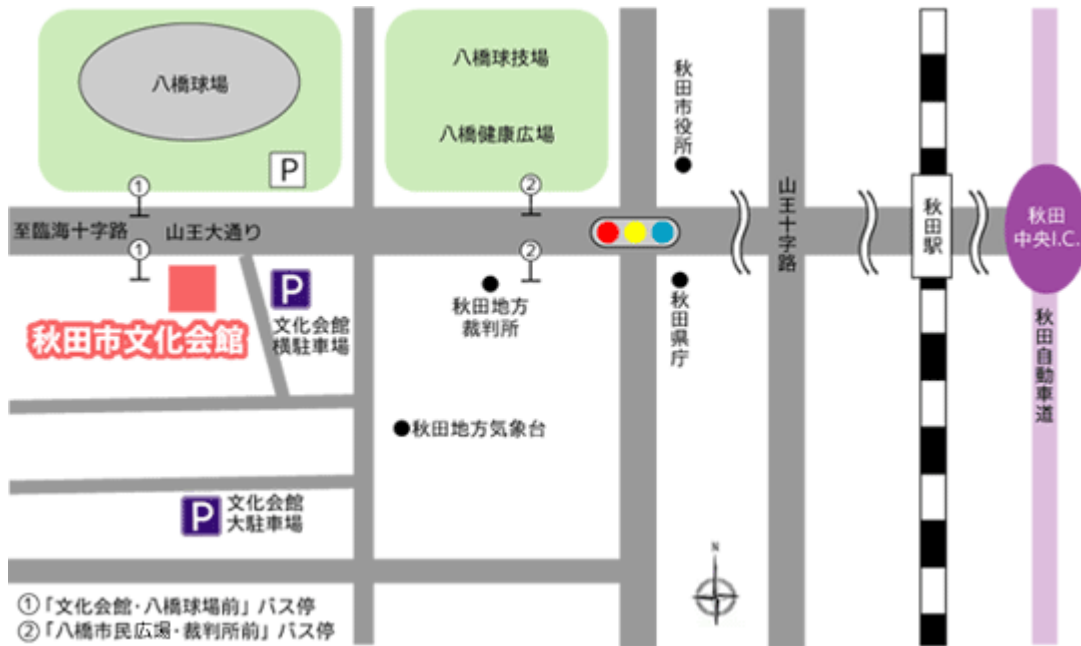 八橋球場
P
八橋球技場
八橋健康広場
秋田市役所
①
②
至臨海十字路
山王大通り
①
②
山王十字路
秋田駅
秋田
中央I.C.
P
文化会館
横駐車場
秋田市文化会館
秋田地方
裁判所
秋田県庁
秋田自動車道
秋田地方気象台
P
文化会館
大駐車場
N
①「文化会館・八橋球場前」バス停
②「八橋市民広場・裁判所前」バス停